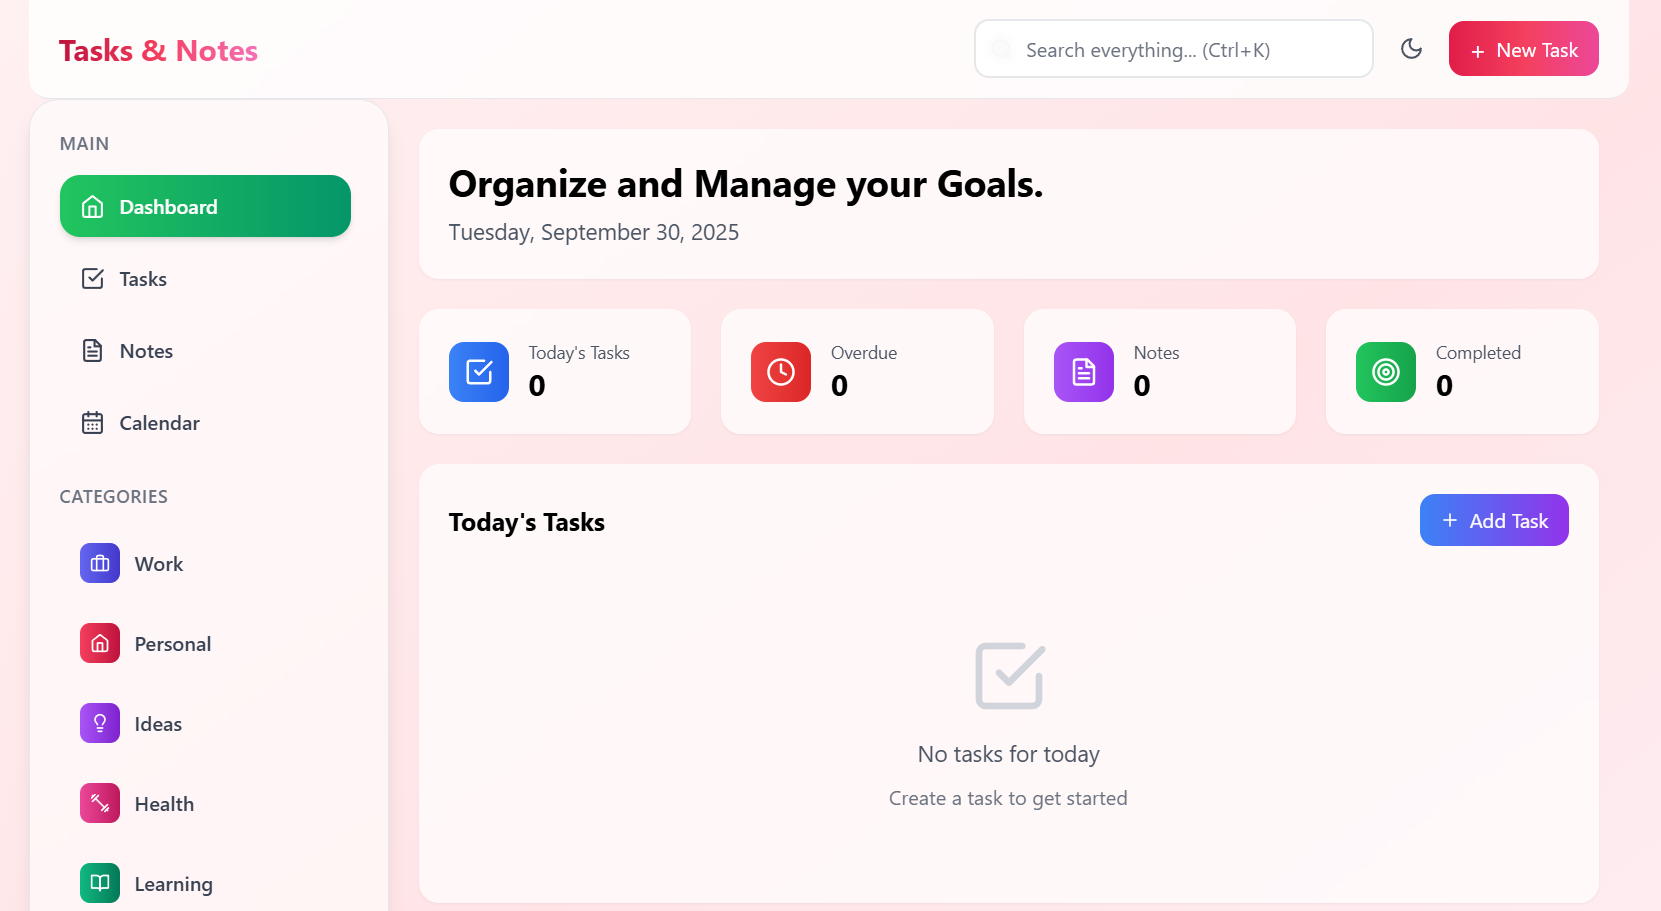 Tasks & Notes
Search everything... (Ctrl+K)
+ New Task
MAIN
Dashboard
Tasks
Notes
Calendar
CATEGORIES
Work
Personal
Ideas
Health
Learning
Organize and Manage your Goals.
Tuesday, September 30, 2025
Today's Tasks
0
Overdue
0
Notes
0
Completed
0
Today's Tasks
+ Add Task
No tasks for today
Create a task to get started